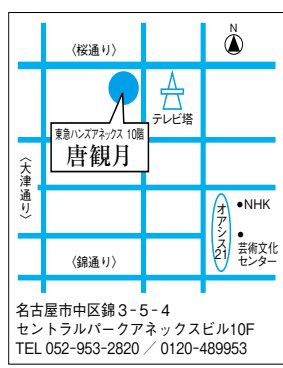 N
〈桜通り〉
テレビ塔
東急ハンズアネックス 10階
唐観月
〈大津通り〉
オアシス21
●NHK
●
芸術文化
センター
〈錦通り〉
名古屋市中区錦3-5-4
セントラルパークアネックスビル10F
TEL 052-953-2820 ／ 0120-489953